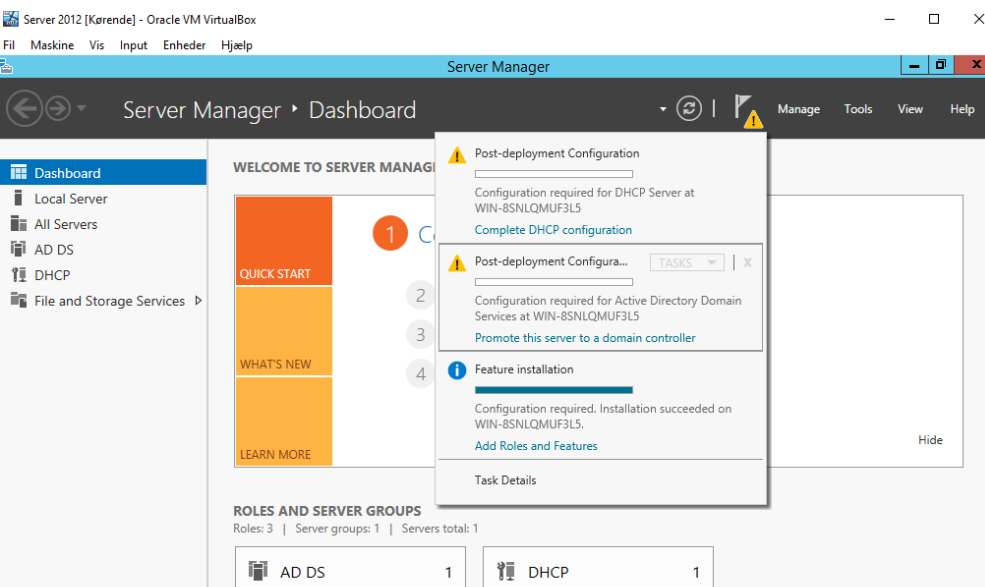 Server 2012 [Kørende] - Oracle VM VirtualBox
Fil Maskine Vis Input Enheder Hjælp
Server Manager
Server Manager ‣ Dashboard
Manage Tools View Help
Dashboard
Local Server
All Servers
AD DS
DHCP
File and Storage Services
WELCOME TO SERVER MANAG
QUICK START
WHAT'S NEW
LEARN MORE
1
2
3
4
Post-deployment Configuration
Configuration required for DHCP Server at
WIN-8SNLQMUF3L5
Complete DHCP configuration
Post-deployment Configura... TASKS X
Configuration required for Active Directory Domain
Services at WIN-8SNLQMUF3L5
Promote this server to a domain controller
Feature installation
Configuration required. Installation succeeded on
WIN-8SNLQMUF3L5.
Add Roles and Features
Task Details
Hide
ROLES AND SERVER GROUPS
Roles: 3 | Server groups: 1 | Servers total: 1
AD DS 1
DHCP 1